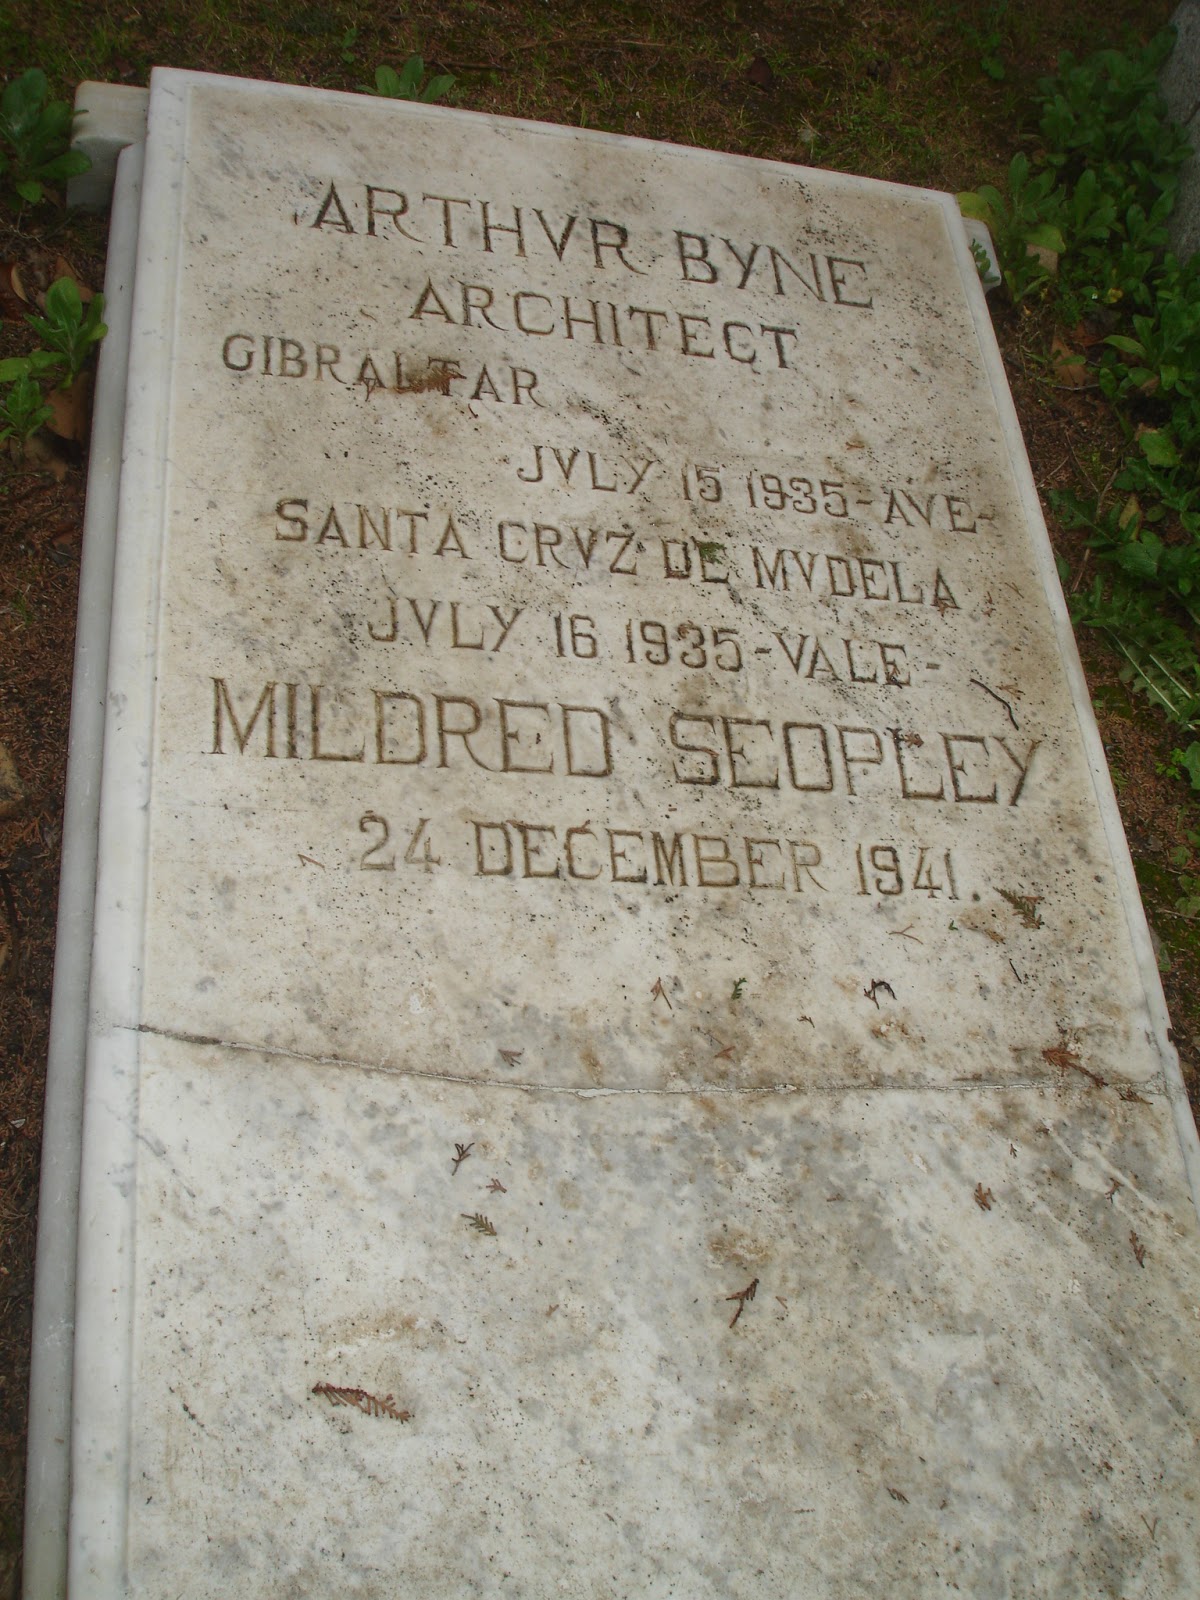 ARTHVR BYNE
ARCHITECT
GIBRALTAR
JVLY 15 1935-AVE-
SANTA CRVZ DE MVDELA
JVLY 16 1935-VALE-
MILDRED SEOPLEY
24 DECEMBER 1941.